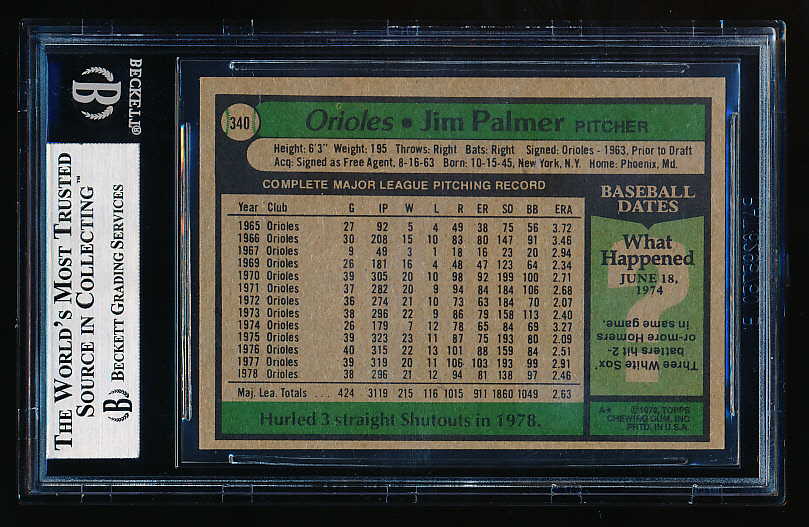 THE WORLD'S MOST TRUSTED
SOURCE IN COLLECTING™
BECKETT GRADING SERVICES
B
BECKETT®
B
340
Orioles • Jim Palmer PITCHER
Height: 6'3" Weight: 195 Throws: Right Bats: Right Signed: Orioles - 1963, Prior to Draft
Acq: Signed as Free Agent, 8-16-63 Born: 10-15-45, New York, N.Y. Home: Phoenix, Md.
COMPLETE MAJOR LEAGUE PITCHING RECORD
Year Club G IP W L R ER SO BB ERA
1965 Orioles 27 92 5 4 49 38 75 56 3.72
1966 Orioles 30 208 15 10 83 80 147 91 3.46
1967 Orioles 9 49 3 1 18 16 23 20 2.94
1969 Orioles 26 181 16 4 48 47 123 64 2.34
1970 Orioles 39 305 20 10 98 92 199 100 2.71
1971 Orioles 37 282 20 9 94 84 184 106 2.68
1972 Orioles 36 274 21 10 73 63 184 70 2.07
1973 Orioles 38 296 22 9 86 79 158 113 2.40
1974 Orioles 26 179 7 12 78 65 84 69 3.27
1975 Orioles 39 323 23 11 87 75 193 80 2.09
1976 Orioles 40 315 22 13 101 88 159 84 2.51
1977 Orioles 39 319 20 11 106 103 193 99 2.91
1978 Orioles 38 296 21 12 94 81 138 97 2.46
Maj. Lea. Totals ... 424 3119 215 116 1015 911 1860 1049 2.63
Hurled 3 straight Shutouts in 1978.
BASEBALL
DATES
What
Happened
JUNE 18,
1974
?
Three White Sox
batters hit 2-
or-more Homers
in same game.
A* ©1979, TOPPS
CHEWING GUM, INC
PRTD. IN U.S.A.